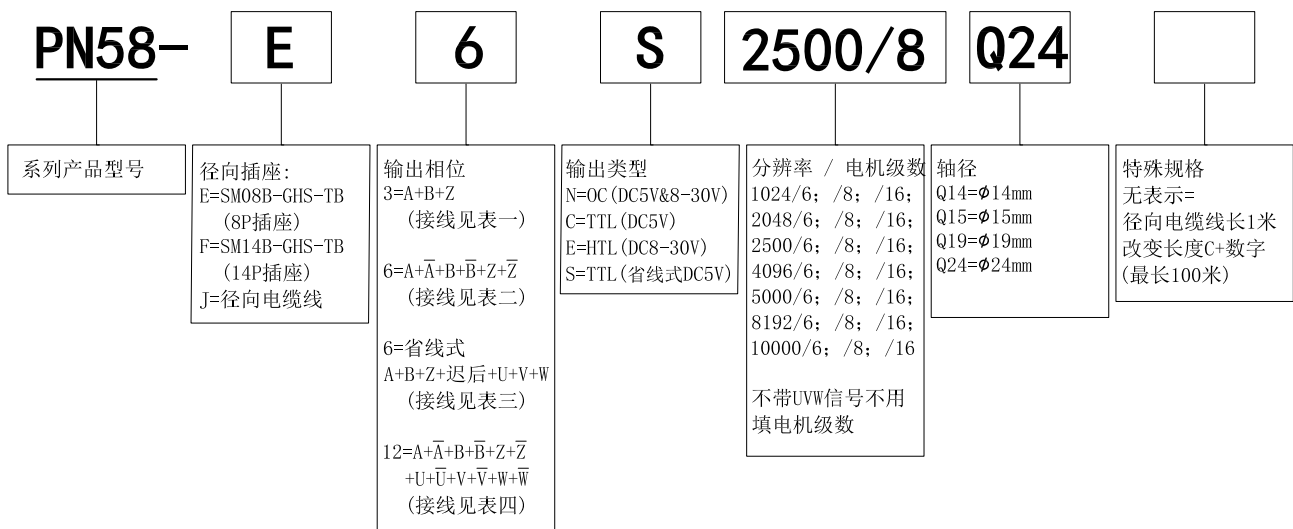 PN58-
E
6
S
2500/8
Q24
系列产品型号
径向插座:
E=SM08B-GHS-TB
(8P插座)
F=SM14B-GHS-TB
(14P插座)
J=径向电缆线
输出相位
3=A+B+Z
(接线见表一)
6=A+A̅+B+B̅+Z+Z̅
(接线见表二)
6=省线式
A+B+Z+迟后+U+V+W
(接线见表三)
12=A+A̅+B+B̅+Z+Z̅
+U+U̅+V+V̅+W+W̅
(接线见表四)
输出类型
N=OC(DC5V&8-30V)
C=TTL(DC5V)
E=HTL(DC8-30V)
S=TTL(省线式DC5V)
分辨率 / 电机级数
1024/6; /8; /16;
2048/6; /8; /16;
2500/6; /8; /16;
4096/6; /8; /16;
5000/6; /8; /16;
8192/6; /8; /16;
10000/6; /8; /16
不带UVW信号不用
填电机级数
轴径
Q14=ϕ14mm
Q15=ϕ15mm
Q19=ϕ19mm
Q24=ϕ24mm
特殊规格
无表示=
径向电缆线长1米
改变长度C+数字
(最长100米)